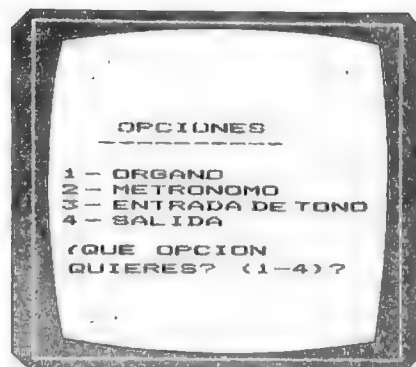 OPCIONES
1 - ORGANO
2 - METRONOMO
3 - ENTRADA DE TONO
4 - SALIDA
(QUE OPCION
QUIERES? (1-4)?